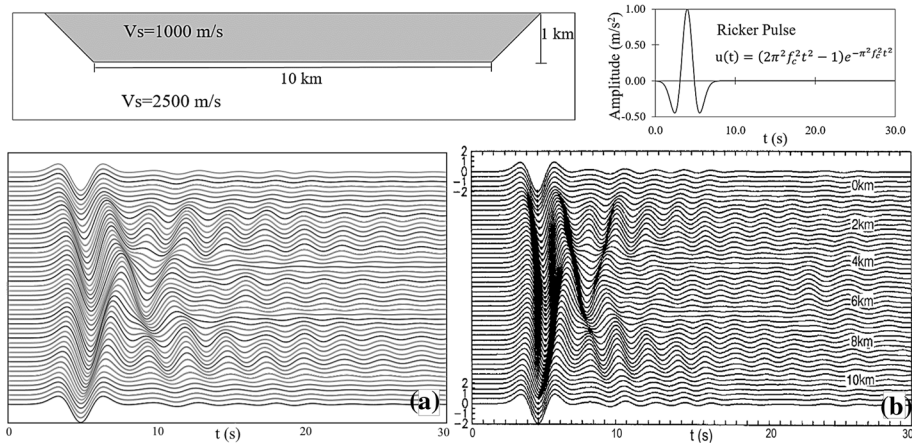 Vs=1000 m/s
1 km
10 km
Vs=2500 m/s
Amplitude (m/s²)
1.00
0.50
0.00
-0.50
Ricker Pulse
u(t) = (2π²f_c²t² − 1)e^{−π²f_c²t²}
0.0 10.0 20.0 30.0
t (s)
(a)
0 10 t (s) 20 30
2
1
0
-1
-2
0km
2km
4km
6km
8km
10km
2
1
0
-1
-2
(b)
0 10 t (s) 20 30